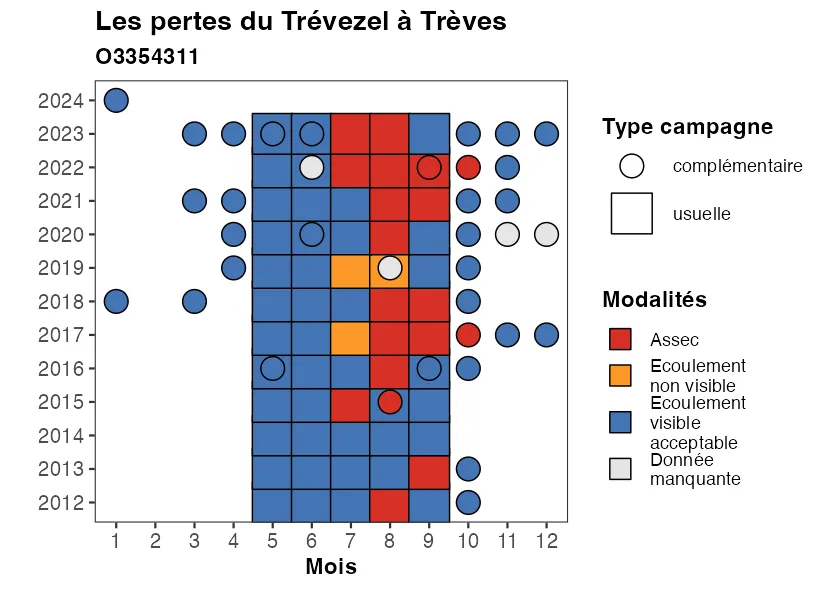 Les pertes du Trévezel à Trèves
O3354311
2024
2023
2022
2021
2020
2019
2018
2017
2016
2015
2014
2013
2012
1 2 3 4 5 6 7 8 9 10 11 12
Mois
Type campagne
complémentaire
usuelle
Modalités
Assec
Ecoulement
non visible
Ecoulement
visible
acceptable
Donnée
manquante